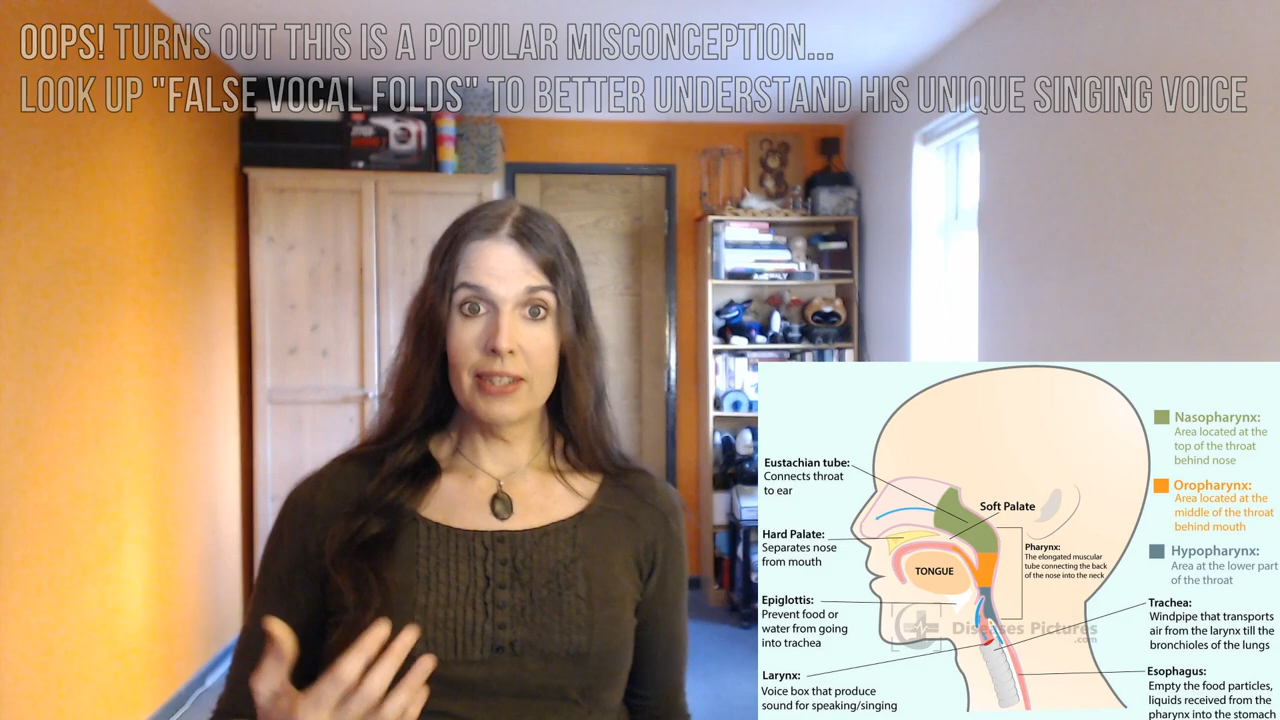 OOPS! TURNS OUT THIS IS A POPULAR MISCONCEPTION...
LOOK UP "FALSE VOCAL FOLDS" TO BETTER UNDERSTAND HIS UNIQUE SINGING VOICE
Eustachian tube:
Connects throat
to ear
Hard Palate:
Separates nose
from mouth
Epiglottis:
Prevent food or
water from going
into trachea
Larynx:
Voice box that produce
sound for speaking/singing
Soft Palate
TONGUE
Pharynx:
The elongated muscular
tube connecting the back
of the nose into the neck
Diseases Pictures
.com
Nasopharynx:
Area located at the
top of the throat
behind nose
Oropharynx:
Area located at the
middle of the throat
behind mouth
Hypopharynx:
Area at the lower part
of the throat
Trachea:
Windpipe that transports
air from the larynx till the
bronchioles of the lungs
Esophagus:
Empty the food particles,
liquids received from the
pharynx into the stomach